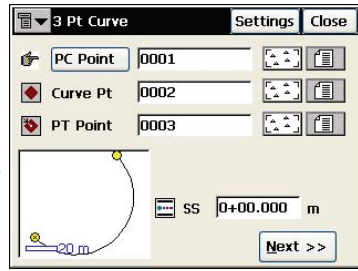 3 Pt Curve Settings Close
PC Point 0001
Curve Pt 0002
PT Point 0003
20 m
SS 0+00.000 m
Next >>